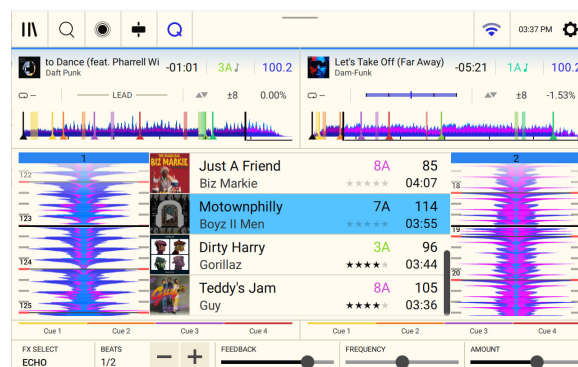 03:37 PM
to Dance (feat. Pharrell Wi
Daft Punk
-01:01
3A
100.2
Let's Take Off (Far Away)
Dam-Funk
-05:21
1A
100.2
LEAD
±8
0.00%
±8
-1.53%
1
122
123
124
125
THE ORIGINAL
BIZ MARKIE
Just A Friend
8A
85
Biz Markie
★★★★★
04:07
Motownphilly
7A
114
Boyz II Men
★★★★★
03:55
Dirty Harry
3A
96
Gorillaz
★★★★★
03:44
Teddy's Jam
8A
105
Guy
★★★★★
03:36
2
18
19
20
Cue 1
Cue 2
Cue 3
Cue 4
Cue 1
Cue 2
Cue 3
Cue 4
FX SELECT
ECHO
BEATS
1/2
− +
FEEDBACK
FREQUENCY
AMOUNT